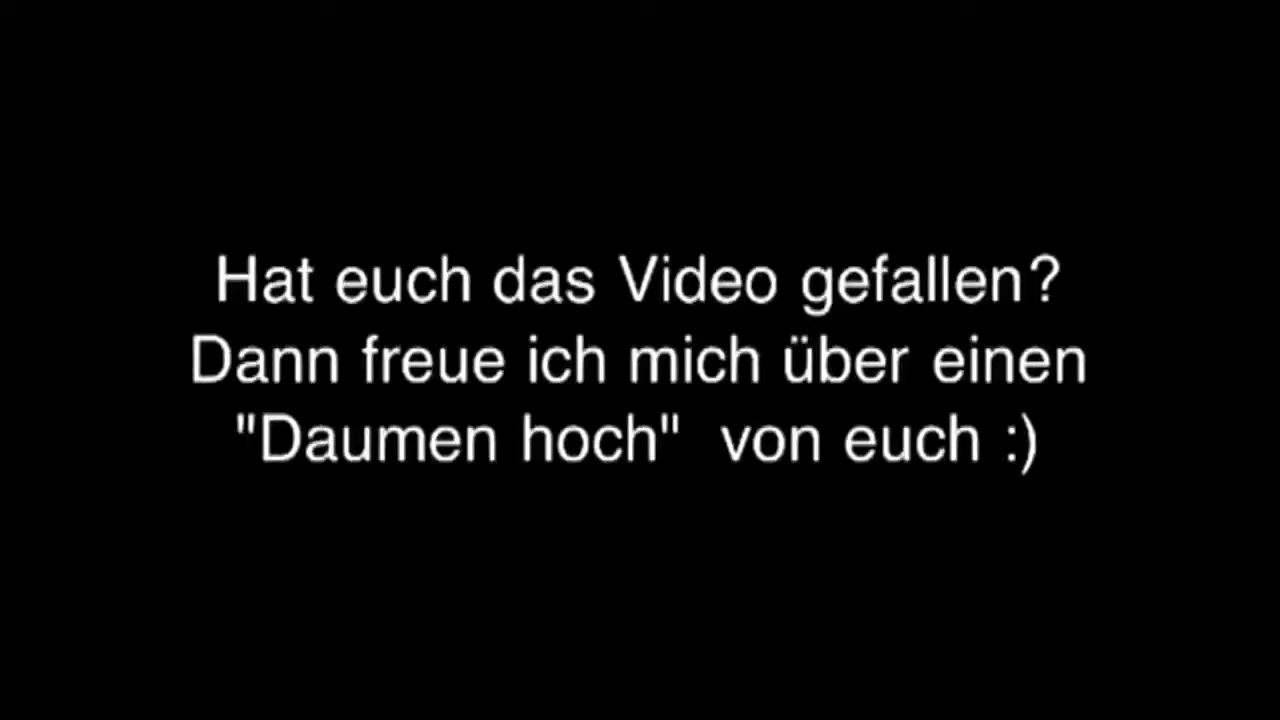 Hat euch das Video gefallen?
Dann freue ich mich über einen
"Daumen hoch"  von euch :)